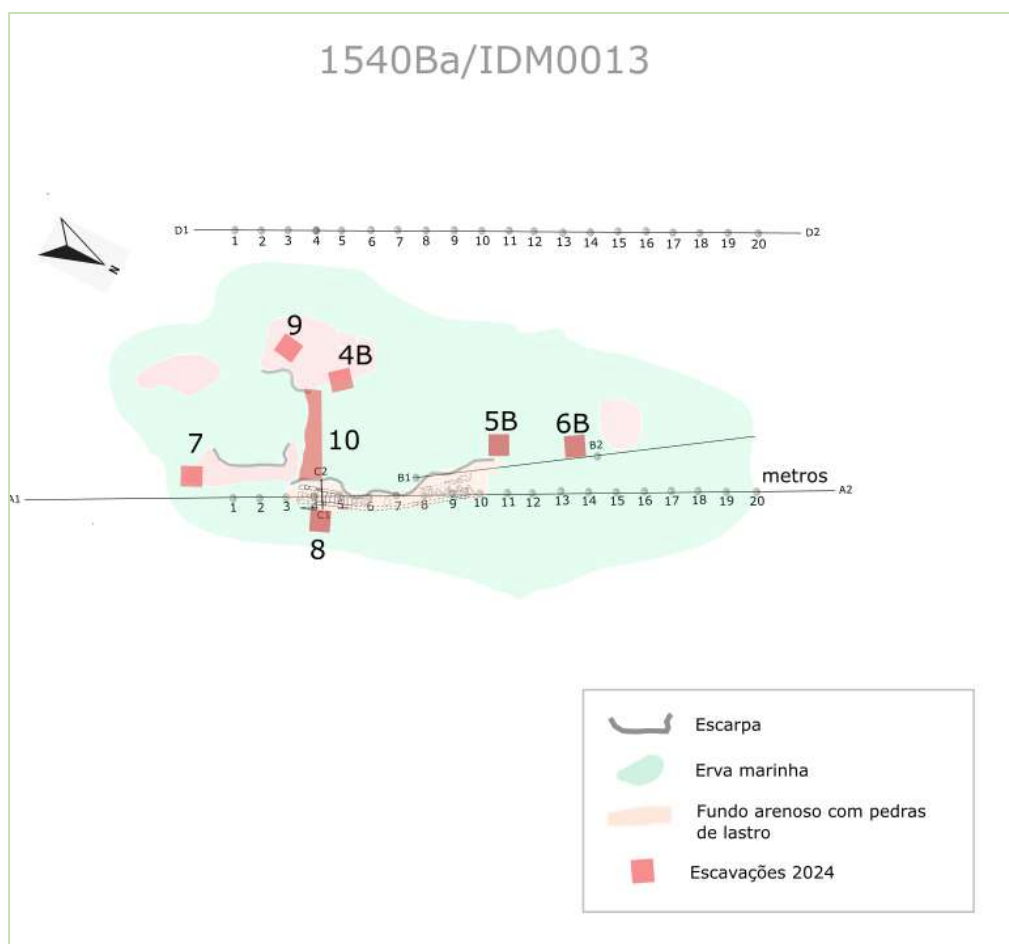 1540Ba/IDM0013
D1 1 2 3 4 5 6 7 8 9 10 11 12 13 14 15 16 17 18 19 20 D2
N
9
4B
10
5B
6B
7
C2
B1
B2
metros
A1 1 2 3 4 5 6 7 8 9 10 11 12 13 14 15 16 17 18 19 20 A2
C1
8
Escarpa
Erva marinha
Fundo arenoso com pedras
de lastro
Escavações 2024